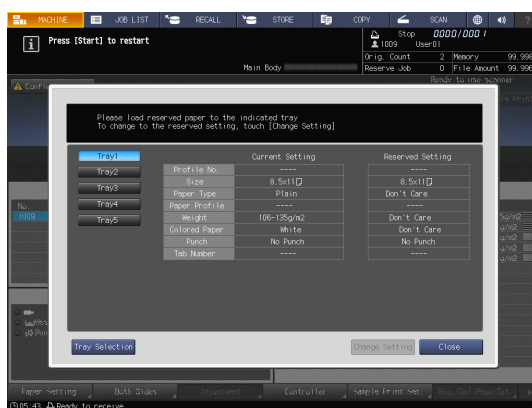 MACHINE JOB LIST RECALL STORE COPY SCAN ?
Press [Start] to restart
Stop 0000/0001
1009 User01
Main Body
Orig. Count 2 Memory 99.99
Reserve Job 0 File Amount 99.99
Ready to use scanner
Please load reserved paper to the indicated tray
To change to the reserved setting, touch [Change Setting]
Tray1
Tray2
Tray3
Tray4
Tray5
Current Setting Reserved Setting
Profile No. ---- ----
Size 8.5x11 8.5x11
Paper Type Plain Don't Care
Paper Profile ---- ----
Weight 106-135g/m2 Don't Care
Colored Paper White Don't Care
Punch No Punch No Punch
Tab Number ---- ----
No.
1009
Tray Selection Change Setting Close
Paper Setting Both Sides Adjustment Controller Sample Print Set.
05:43 Ready to receive